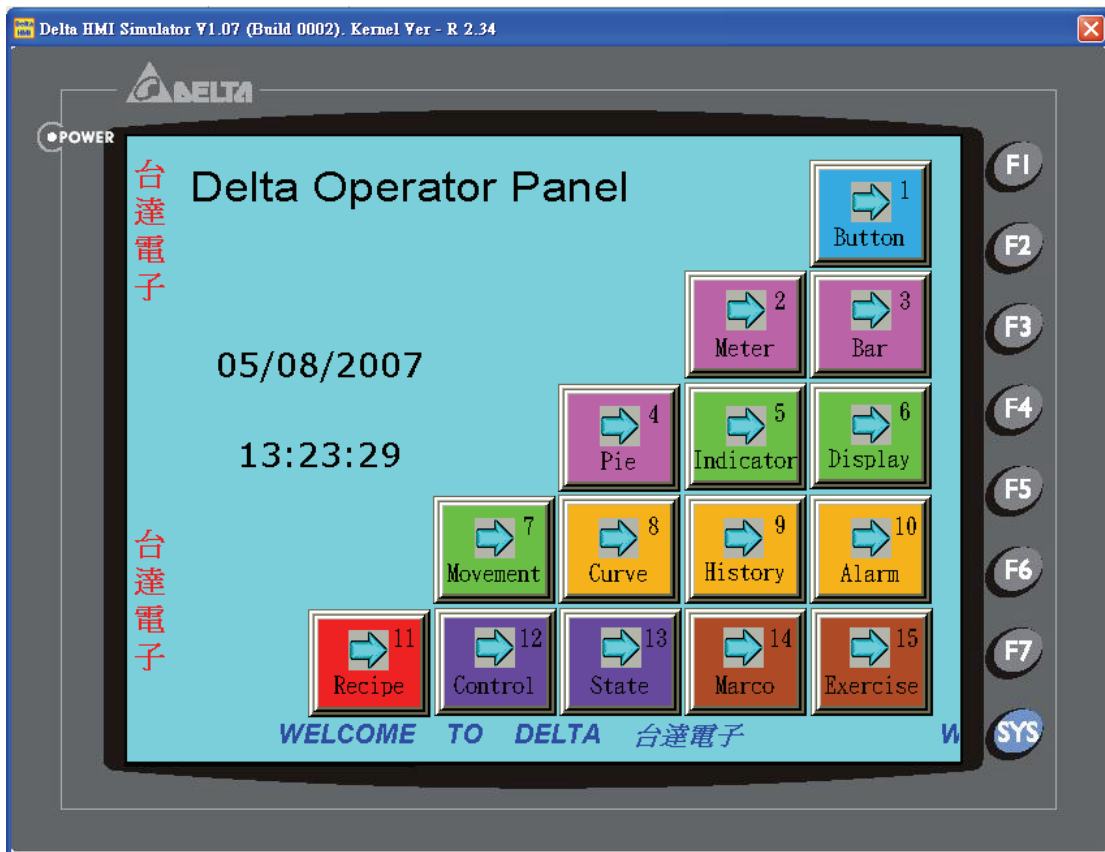 Delta HMI Simulator V1.07 (Build 0002). Kernel Ver - R 2.34
DELTA
POWER
台達電子
Delta Operator Panel
05/08/2007
13:23:29
台達電子
1
Button
2
Meter
3
Bar
4
Pie
5
Indicator
6
Display
7
Movement
8
Curve
9
History
10
Alarm
11
Recipe
12
Control
13
State
14
Marco
15
Exercise
WELCOME TO DELTA 台達電子 W
F1
F2
F3
F4
F5
F6
F7
SYS